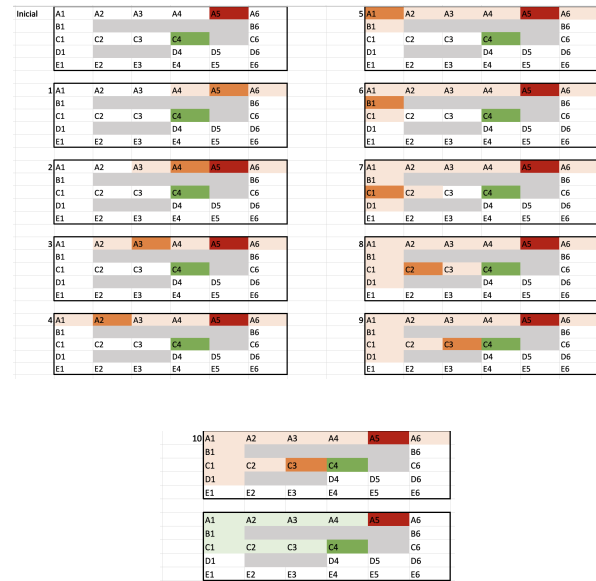 Inicial A1 A2 A3 A4 A5 A6 5 A1 A2 A3 A4 A5 A6
B1 B6 B1 B6
C1 C2 C3 C4 C6 C1 C2 C3 C4 C6
D1 D4 D5 D6 D1 D4 D5 D6
E1 E2 E3 E4 E5 E6 E1 E2 E3 E4 E5 E6
1 A1 A2 A3 A4 A5 A6 6 A1 A2 A3 A4 A5 A6
B1 B6 B1 B6
C1 C2 C3 C4 C6 C1 C2 C3 C4 C6
D1 D4 D5 D6 D1 D4 D5 D6
E1 E2 E3 E4 E5 E6 E1 E2 E3 E4 E5 E6
2 A1 A2 A3 A4 A5 A6 7 A1 A2 A3 A4 A5 A6
B1 B6 B1 B6
C1 C2 C3 C4 C6 C1 C2 C3 C4 C6
D1 D4 D5 D6 D1 D4 D5 D6
E1 E2 E3 E4 E5 E6 E1 E2 E3 E4 E5 E6
3 A1 A2 A3 A4 A5 A6 8 A1 A2 A3 A4 A5 A6
B1 B6 B1 B6
C1 C2 C3 C4 C6 C1 C2 C3 C4 C6
D1 D4 D5 D6 D1 D4 D5 D6
E1 E2 E3 E4 E5 E6 E1 E2 E3 E4 E5 E6
4 A1 A2 A3 A4 A5 A6 9 A1 A2 A3 A4 A5 A6
B1 B6 B1 B6
C1 C2 C3 C4 C6 C1 C2 C3 C4 C6
D1 D4 D5 D6 D1 D4 D5 D6
E1 E2 E3 E4 E5 E6 E1 E2 E3 E4 E5 E6
10 A1 A2 A3 A4 A5 A6
B1 B6
C1 C2 C3 C4 C6
D1 D4 D5 D6
E1 E2 E3 E4 E5 E6
A1 A2 A3 A4 A5 A6
B1 B6
C1 C2 C3 C4 C6
D1 D4 D5 D6
E1 E2 E3 E4 E5 E6